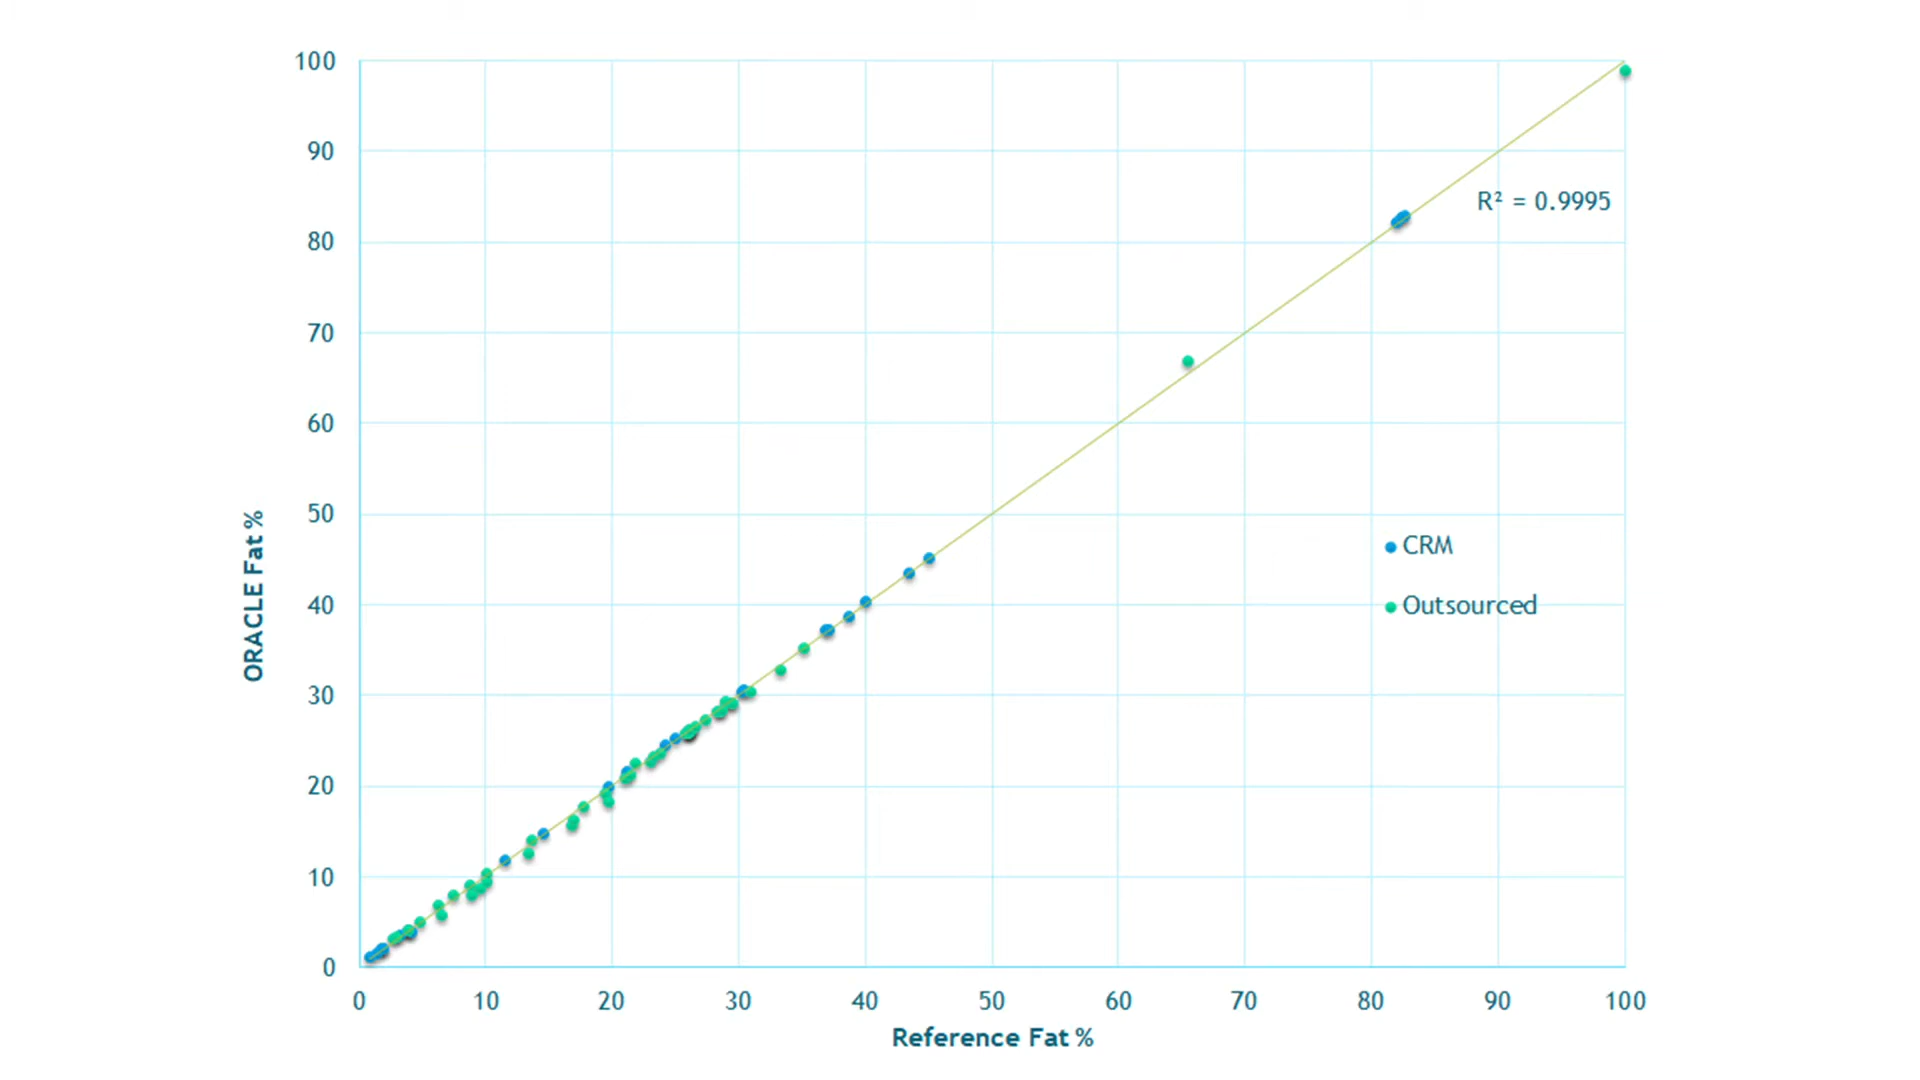 100
90
R² = 0.9995
80
70
60
50
CRM
40
Outsourced
ORACLE Fat %
30
20
10
0
0 10 20 30 40 50 60 70 80 90 100
Reference Fat %